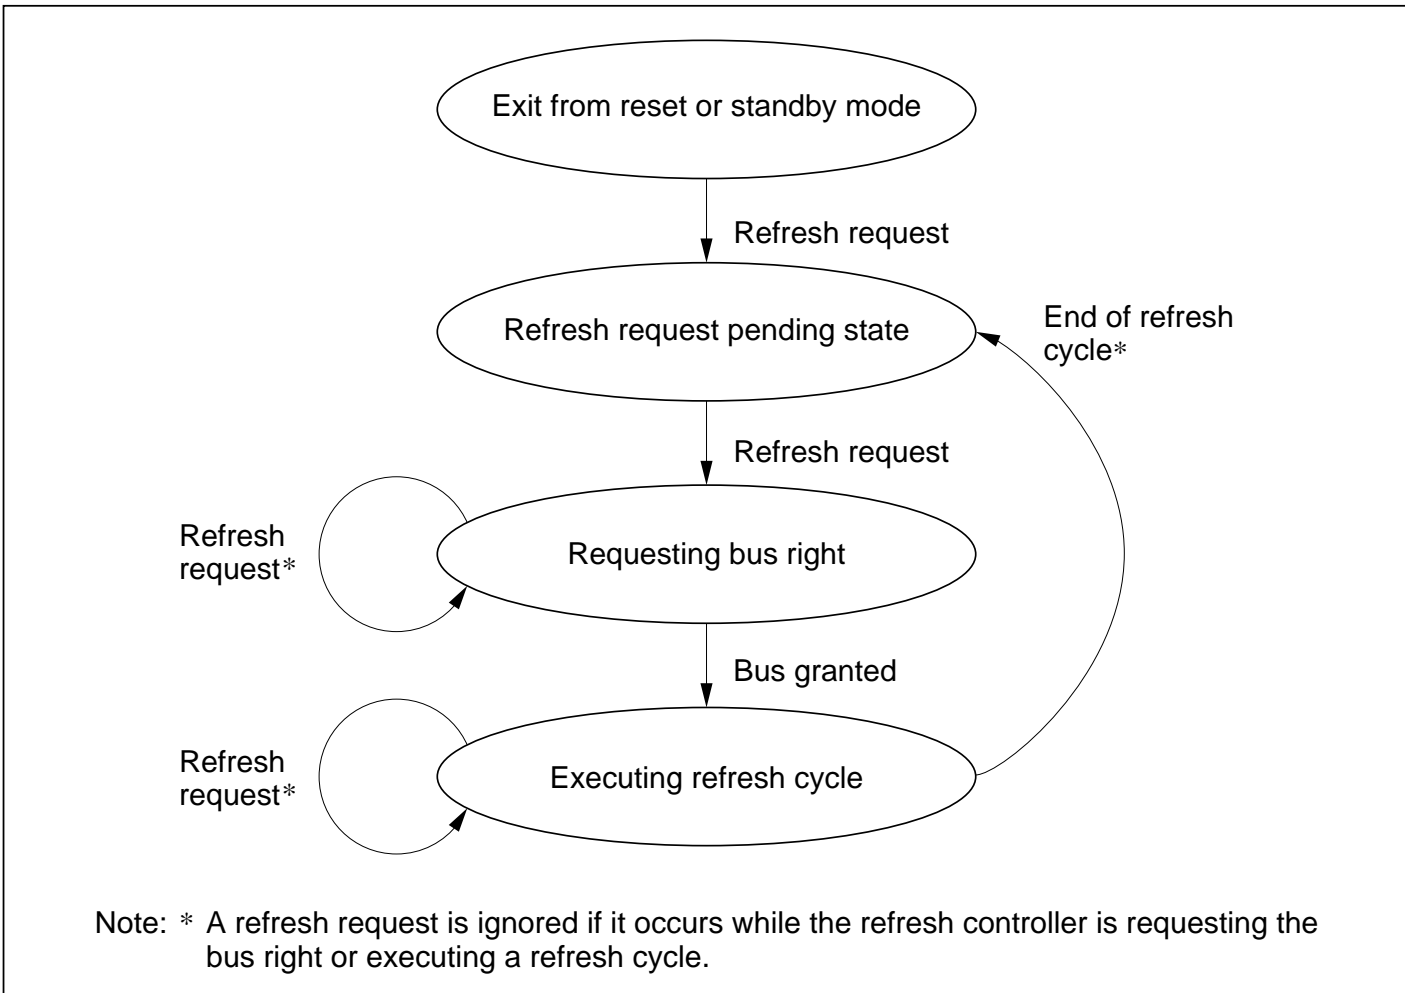 Exit from reset or standby mode
Refresh request
Refresh request pending state
End of refresh
cycle*
Refresh request
Refresh
request*
Requesting bus right
Bus granted
Refresh
request*
Executing refresh cycle
Note: * A refresh request is ignored if it occurs while the refresh controller is requesting the
bus right or executing a refresh cycle.